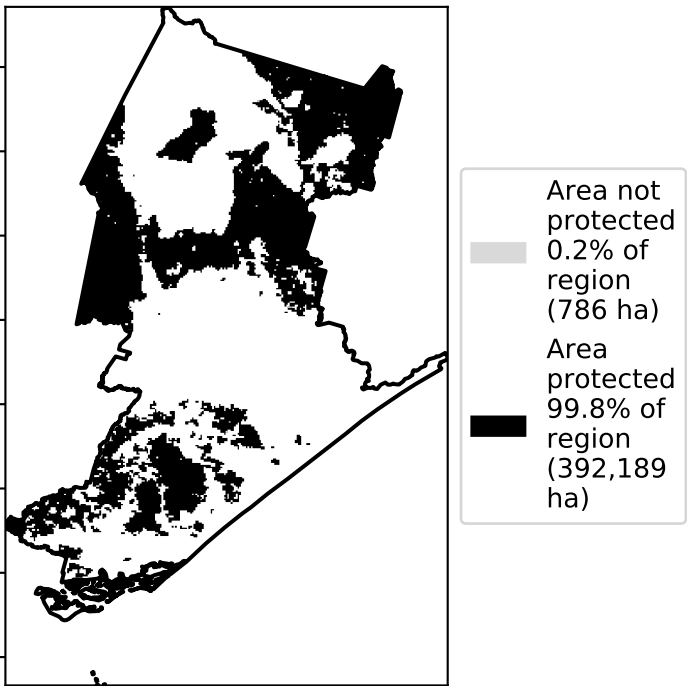 Area not
protected
0.2% of
region
(786 ha)
Area
protected
99.8% of
region
(392,189
ha)